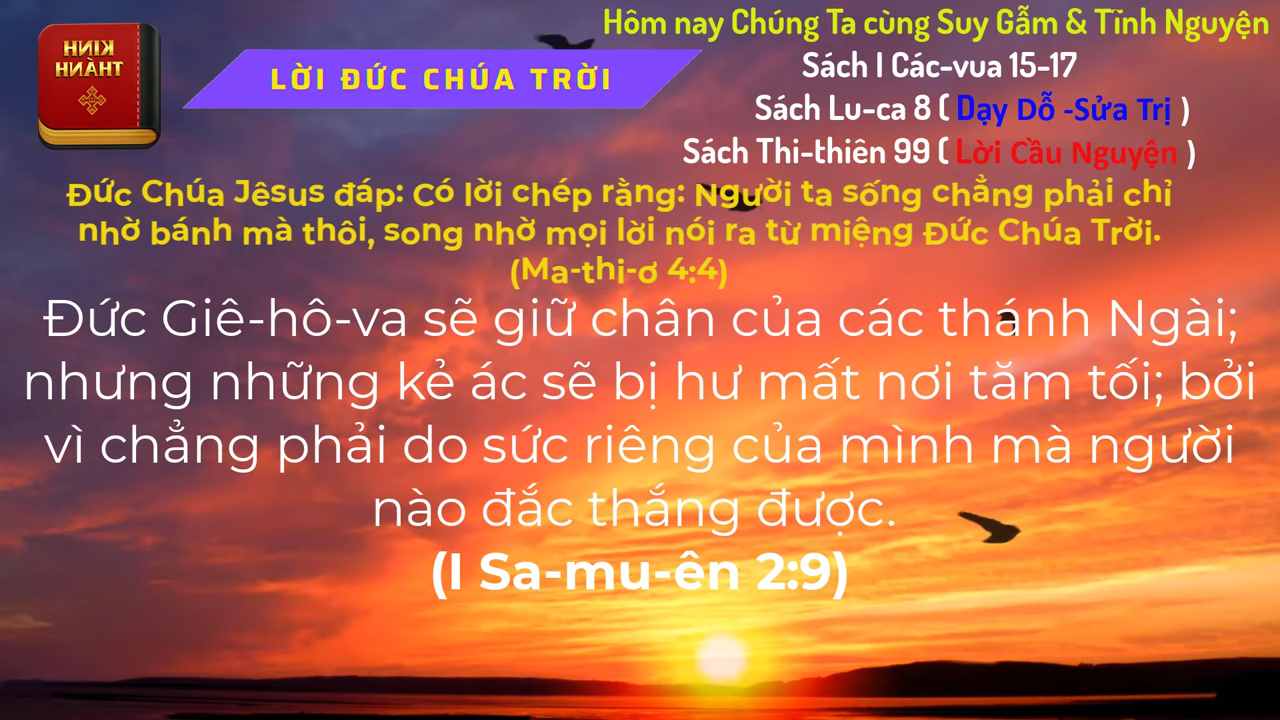 KINH
THÀNH
LỜI ĐỨC CHÚA TRỜI
Hôm nay Chúng Ta cùng Suy Gẫm & Tĩnh Nguyện
Sách I Các-vua 15-17
Sách Lu-ca 8 ( Dạy Dỗ -Sửa Trị )
Sách Thi-thiên 99 ( Lời Cầu Nguyện )
Đức Chúa Jêsus đáp: Có lời chép rằng: Người ta sống chẳng phải chỉ
nhờ bánh mà thôi, song nhờ mọi lời nói ra từ miệng Đức Chúa Trời.
(Ma-thi-ơ 4:4)
Đức Giê-hô-va sẽ giữ chân của các thánh Ngài;
nhưng những kẻ ác sẽ bị hư mất nơi tăm tối; bởi
vì chẳng phải do sức riêng của mình mà người
nào đắc thắng được.
(I Sa-mu-ên 2:9)